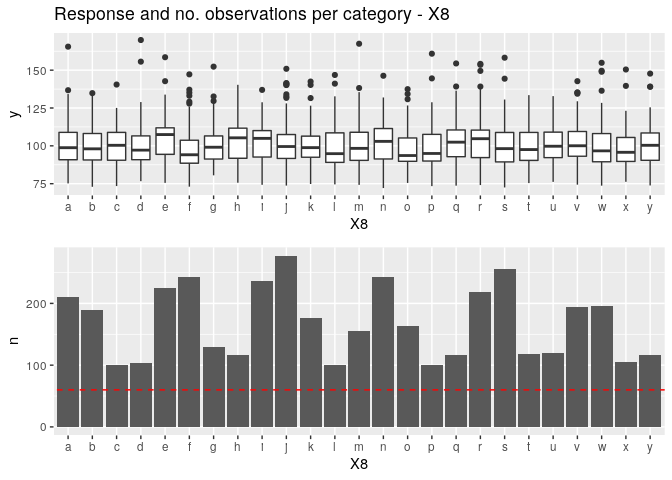 Response and no. observations per category - X8
y
150
125
100
75
a b c d e f g h i j k l m n o p q r s t u v w x y
X8
n
200
100
0
a b c d e f g h i j k l m n o p q r s t u v w x y
X8